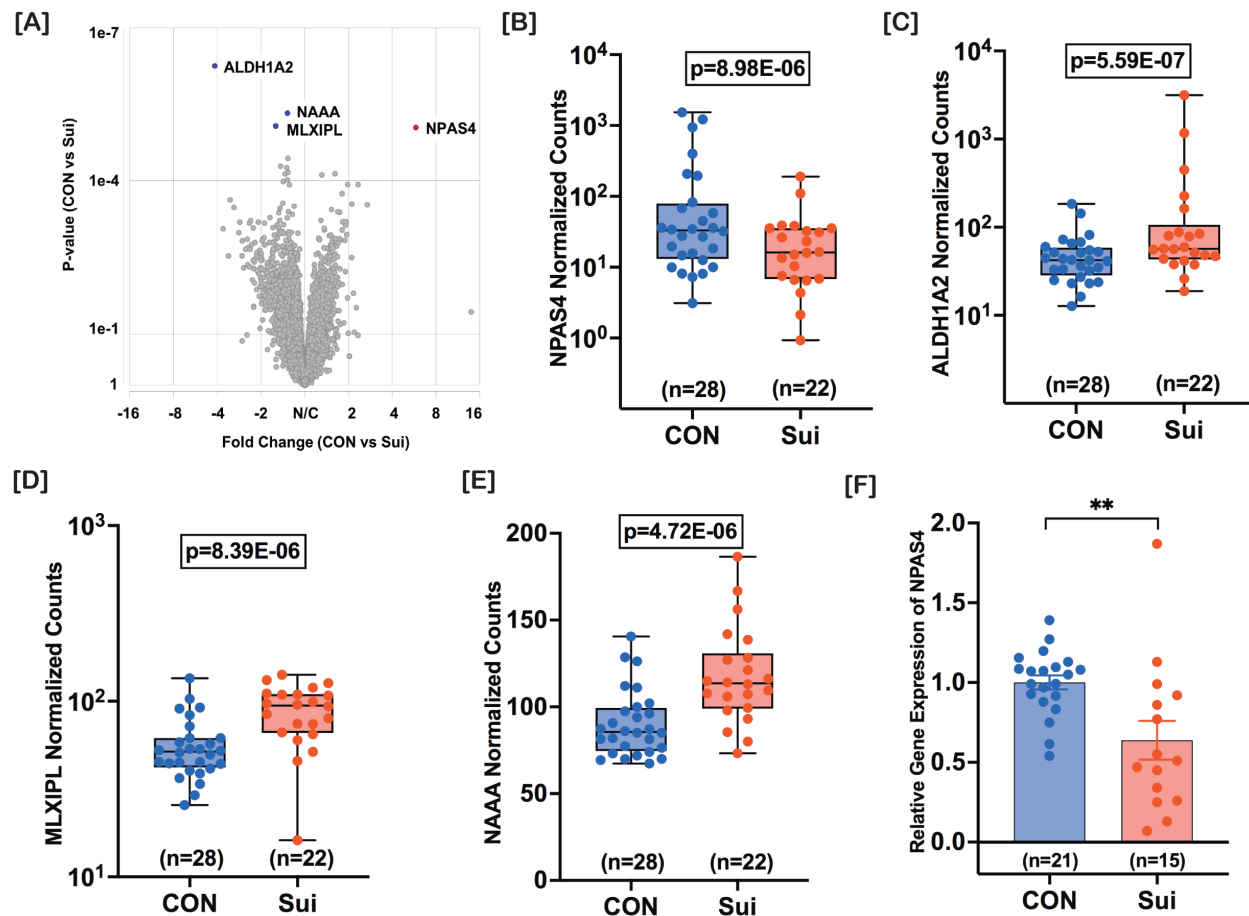 [A]
P-value (CON vs Sui)
1e-7
1e-4
1e-1
1
ALDH1A2
NAAA
MLXIPL
NPAS4
-16 -8 -4 -2 N/C 2 4 8 16
Fold Change (CON vs Sui)
[B]
NPAS4 Normalized Counts
10⁴
10³
10²
10¹
10⁰
p=8.98E-06
(n=28) (n=22)
CON Sui
[C]
ALDH1A2 Normalized Counts
10⁴
10³
10²
10¹
p=5.59E-07
(n=28) (n=22)
CON Sui
[D]
MLXIPL Normalized Counts
10³
10²
10¹
p=8.39E-06
(n=28) (n=22)
CON Sui
[E]
NAAA Normalized Counts
200
150
100
50
0
p=4.72E-06
(n=28) (n=22)
CON Sui
[F]
Relative Gene Expression of NPAS4
2.0
1.5
1.0
0.5
0.0
**
(n=21) (n=15)
CON Sui